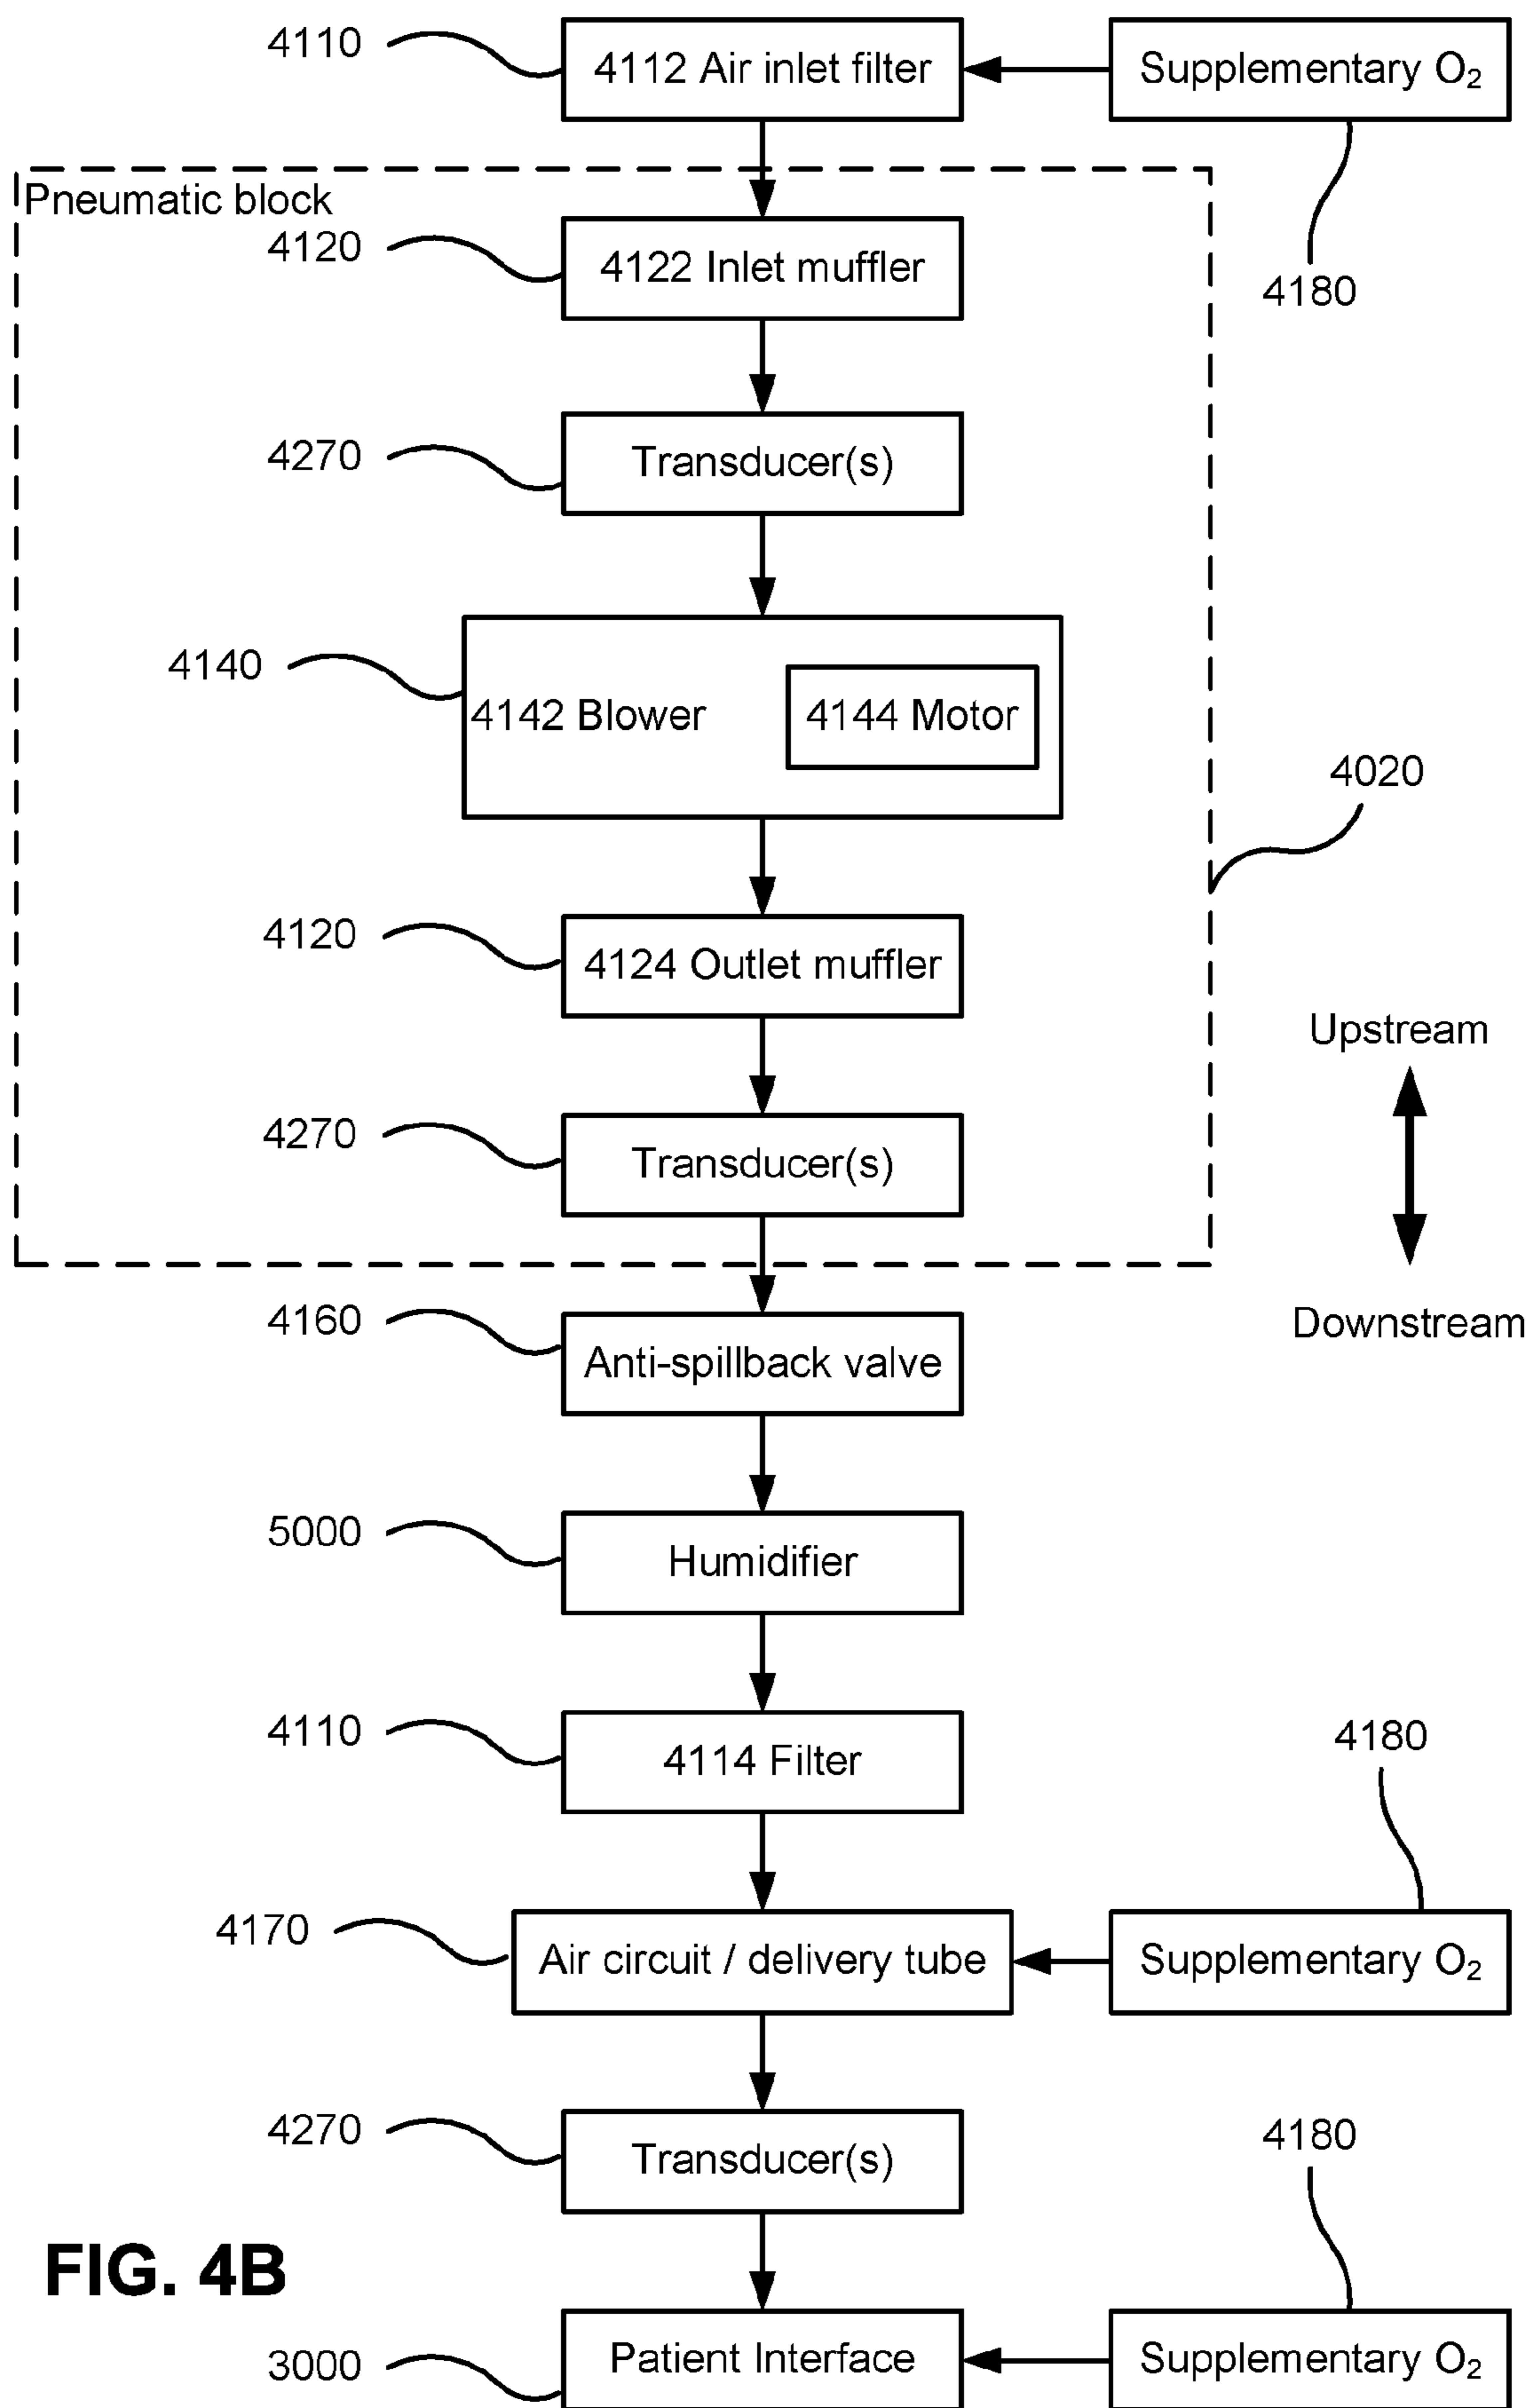 4110
4112 Air inlet filter
Supplementary O₂
Pneumatic block
4120
4122 Inlet muffler
4180
4270
Transducer(s)
4140
4142 Blower
4144 Motor
4020
4120
4124 Outlet muffler
Upstream
4270
Transducer(s)
4160
Anti-spillback valve
Downstream
5000
Humidifier
4110
4114 Filter
4180
4170
Air circuit / delivery tube
Supplementary O₂
4270
Transducer(s)
4180
FIG. 4B
3000
Patient Interface
Supplementary O₂